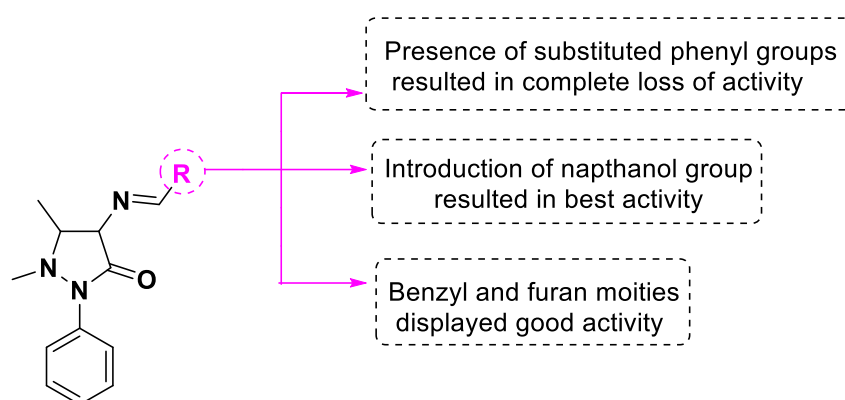 Presence of substituted phenyl groups
resulted in complete loss of activity
Introduction of napthanol group
resulted in best activity
Benzyl and furan moities
displayed good activity
R
N
N
N
O